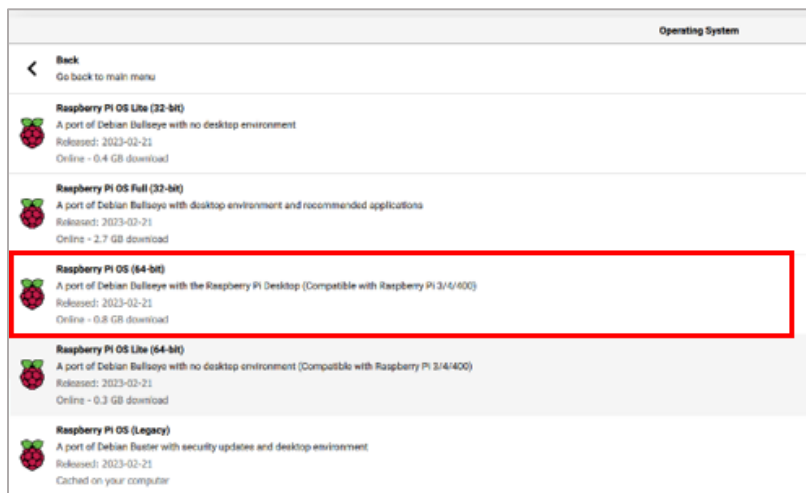 Operating System
Back
Go back to main menu
Raspberry Pi OS Lite (32-bit)
A port of Debian Bullseye with no desktop environment
Released: 2023-02-21
Online - 0.4 GB download
Raspberry Pi OS Full (32-bit)
A port of Debian Bullseye with desktop environment and recommended applications
Released: 2023-02-21
Online - 2.7 GB download
Raspberry Pi OS (64-bit)
A port of Debian Bullseye with the Raspberry Pi Desktop (Compatible with Raspberry Pi 3/4/400)
Released: 2023-02-21
Online - 0.8 GB download
Raspberry Pi OS Lite (64-bit)
A port of Debian Bullseye with no desktop environment (Compatible with Raspberry Pi 3/4/400)
Released: 2023-02-21
Online - 0.3 GB download
Raspberry Pi OS (Legacy)
A port of Debian Buster with security updates and desktop environment
Released: 2023-02-21
Cached on your computer